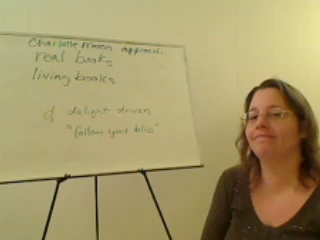 Charlotte Mason approach
real books
living books
delight driven
"follow your bliss"